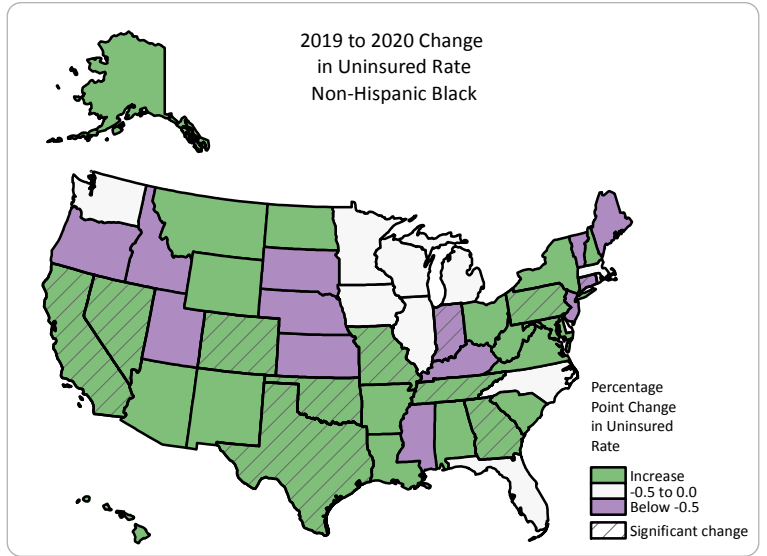 2019 to 2020 Change
in Uninsured Rate
Non-Hispanic Black
Percentage
Point Change
in Uninsured
Rate
Increase
-0.5 to 0.0
Below -0.5
Significant change